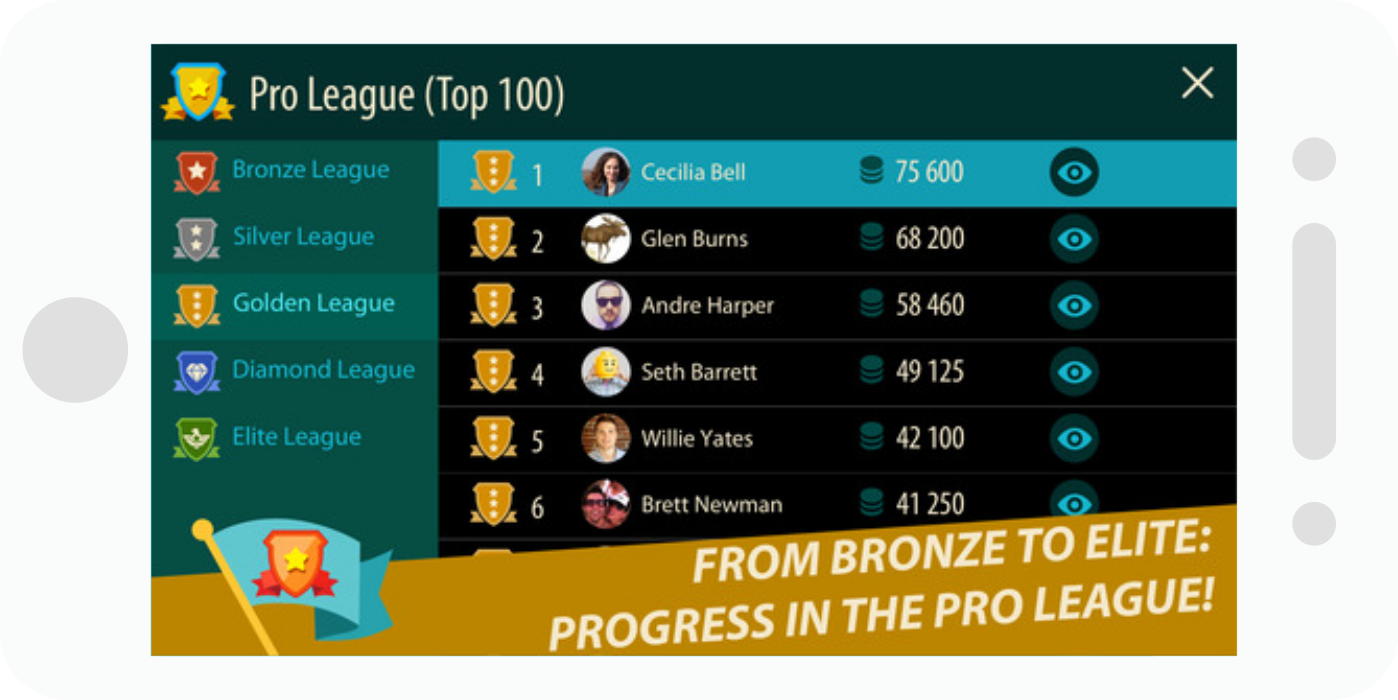 Pro League (Top 100)
Bronze League
Silver League
Golden League
Diamond League
Elite League
1 Cecilia Bell 75 600
2 Glen Burns 68 200
3 Andre Harper 58 460
4 Seth Barrett 49 125
5 Willie Yates 42 100
6 Brett Newman 41 250
FROM BRONZE TO ELITE:
PROGRESS IN THE PRO LEAGUE!